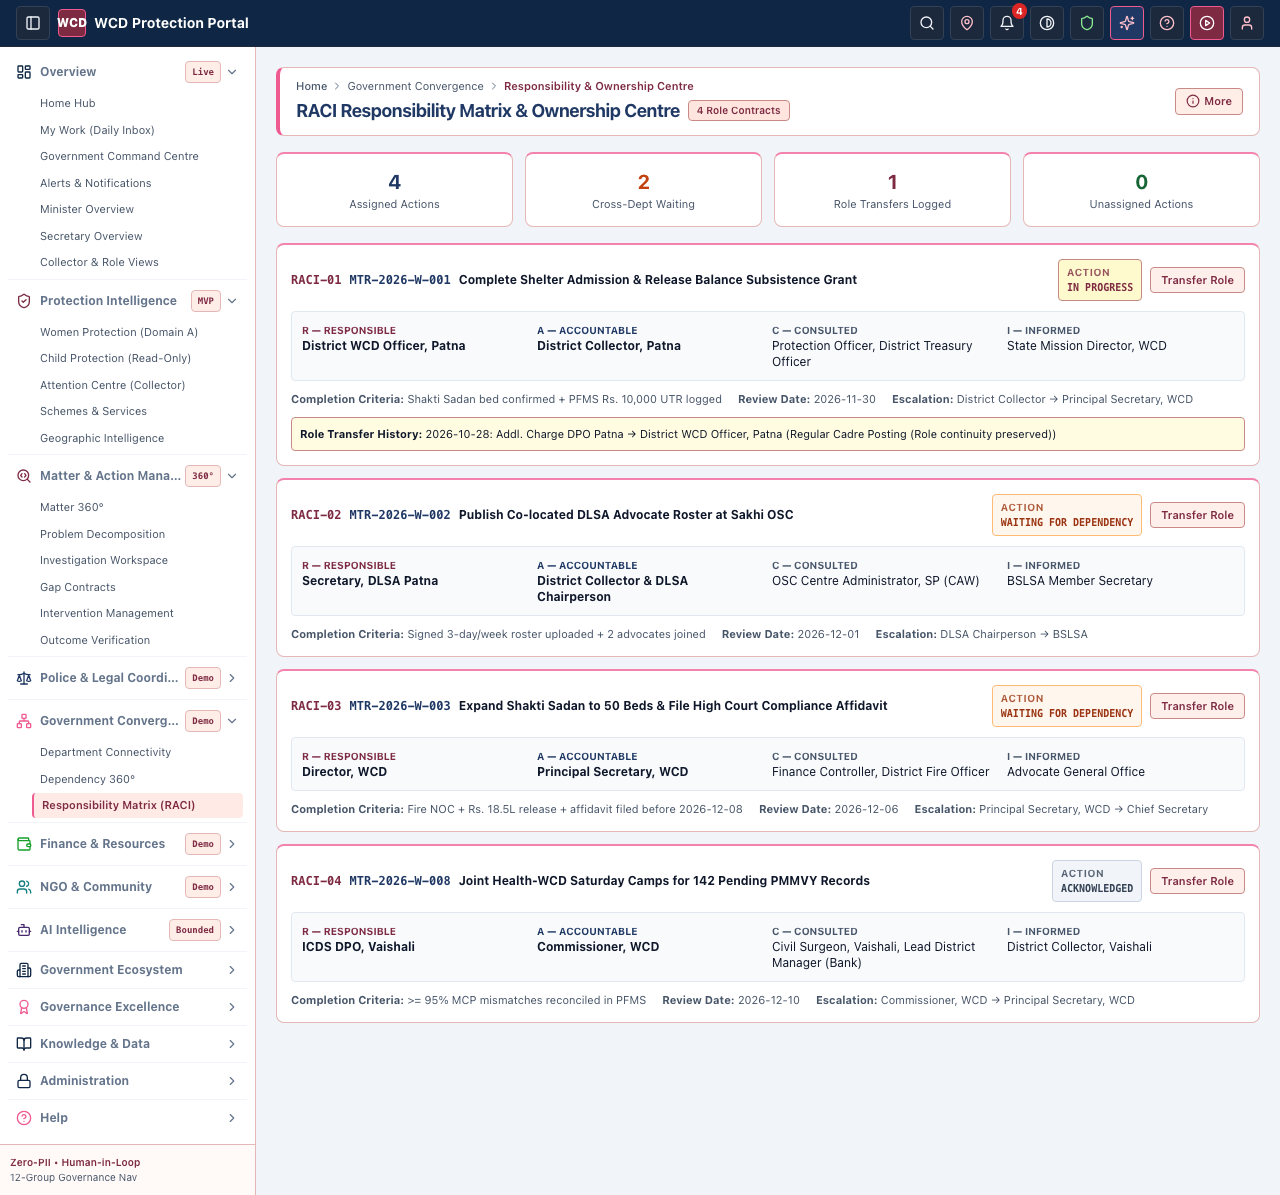 WCD WCD Protection Portal
4
Overview Live
Home Hub
My Work (Daily Inbox)
Government Command Centre
Alerts & Notifications
Minister Overview
Secretary Overview
Collector & Role Views
Protection Intelligence MVP
Women Protection (Domain A)
Child Protection (Read-Only)
Attention Centre (Collector)
Schemes & Services
Geographic Intelligence
Matter & Action Mana... 360°
Matter 360°
Problem Decomposition
Investigation Workspace
Gap Contracts
Intervention Management
Outcome Verification
Police & Legal Coordi... Demo
Government Converg... Demo
Department Connectivity
Dependency 360°
Responsibility Matrix (RACI)
Finance & Resources Demo
NGO & Community Demo
AI Intelligence Bounded
Government Ecosystem
Governance Excellence
Knowledge & Data
Administration
Help
Zero-PII • Human-in-Loop
12-Group Governance Nav
Home > Government Convergence > Responsibility & Ownership Centre
RACI Responsibility Matrix & Ownership Centre 4 Role Contracts
More
4
Assigned Actions
2
Cross-Dept Waiting
1
Role Transfers Logged
0
Unassigned Actions
RACI-01 MTR-2026-W-001 Complete Shelter Admission & Release Balance Subsistence Grant
ACTION
IN PROGRESS
Transfer Role
R — RESPONSIBLE
District WCD Officer, Patna
A — ACCOUNTABLE
District Collector, Patna
C — CONSULTED
Protection Officer, District Treasury
Officer
I — INFORMED
State Mission Director, WCD
Completion Criteria: Shakti Sadan bed confirmed + PFMS Rs. 10,000 UTR logged Review Date: 2026-11-30 Escalation: District Collector → Principal Secretary, WCD
Role Transfer History: 2026-10-28: Addl. Charge DPO Patna → District WCD Officer, Patna (Regular Cadre Posting (Role continuity preserved))
RACI-02 MTR-2026-W-002 Publish Co-located DLSA Advocate Roster at Sakhi OSC
ACTION
WAITING FOR DEPENDENCY
Transfer Role
R — RESPONSIBLE
Secretary, DLSA Patna
A — ACCOUNTABLE
District Collector & DLSA
Chairperson
C — CONSULTED
OSC Centre Administrator, SP (CAW)
I — INFORMED
BSLSA Member Secretary
Completion Criteria: Signed 3-day/week roster uploaded + 2 advocates joined Review Date: 2026-12-01 Escalation: DLSA Chairperson → BSLSA
RACI-03 MTR-2026-W-003 Expand Shakti Sadan to 50 Beds & File High Court Compliance Affidavit
ACTION
WAITING FOR DEPENDENCY
Transfer Role
R — RESPONSIBLE
Director, WCD
A — ACCOUNTABLE
Principal Secretary, WCD
C — CONSULTED
Finance Controller, District Fire Officer
I — INFORMED
Advocate General Office
Completion Criteria: Fire NOC + Rs. 18.5L release + affidavit filed before 2026-12-08 Review Date: 2026-12-06 Escalation: Principal Secretary, WCD → Chief Secretary
RACI-04 MTR-2026-W-008 Joint Health-WCD Saturday Camps for 142 Pending PMMVY Records
ACTION
ACKNOWLEDGED
Transfer Role
R — RESPONSIBLE
ICDS DPO, Vaishali
A — ACCOUNTABLE
Commissioner, WCD
C — CONSULTED
Civil Surgeon, Vaishali, Lead District
Manager (Bank)
I — INFORMED
District Collector, Vaishali
Completion Criteria: >= 95% MCP mismatches reconciled in PFMS Review Date: 2026-12-10 Escalation: Commissioner, WCD → Principal Secretary, WCD